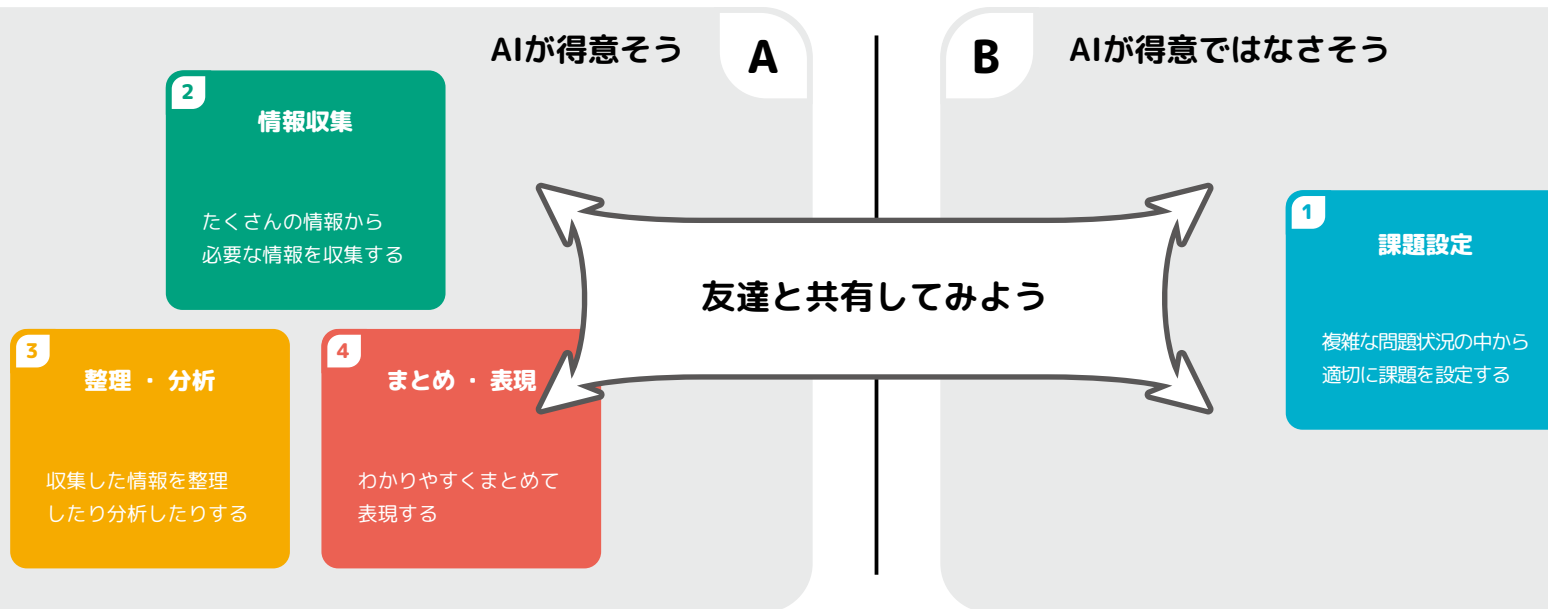 AIが得意そう
A
B
AIが得意ではなさそう
2
情報収集
たくさんの情報から
必要な情報を収集する
1
課題設定
複雑な問題状況の中から
適切に課題を設定する
友達と共有してみよう
3
整理 ・ 分析
収集した情報を整理
したり分析したりする
4
まとめ ・ 表現
わかりやすくまとめて
表現する